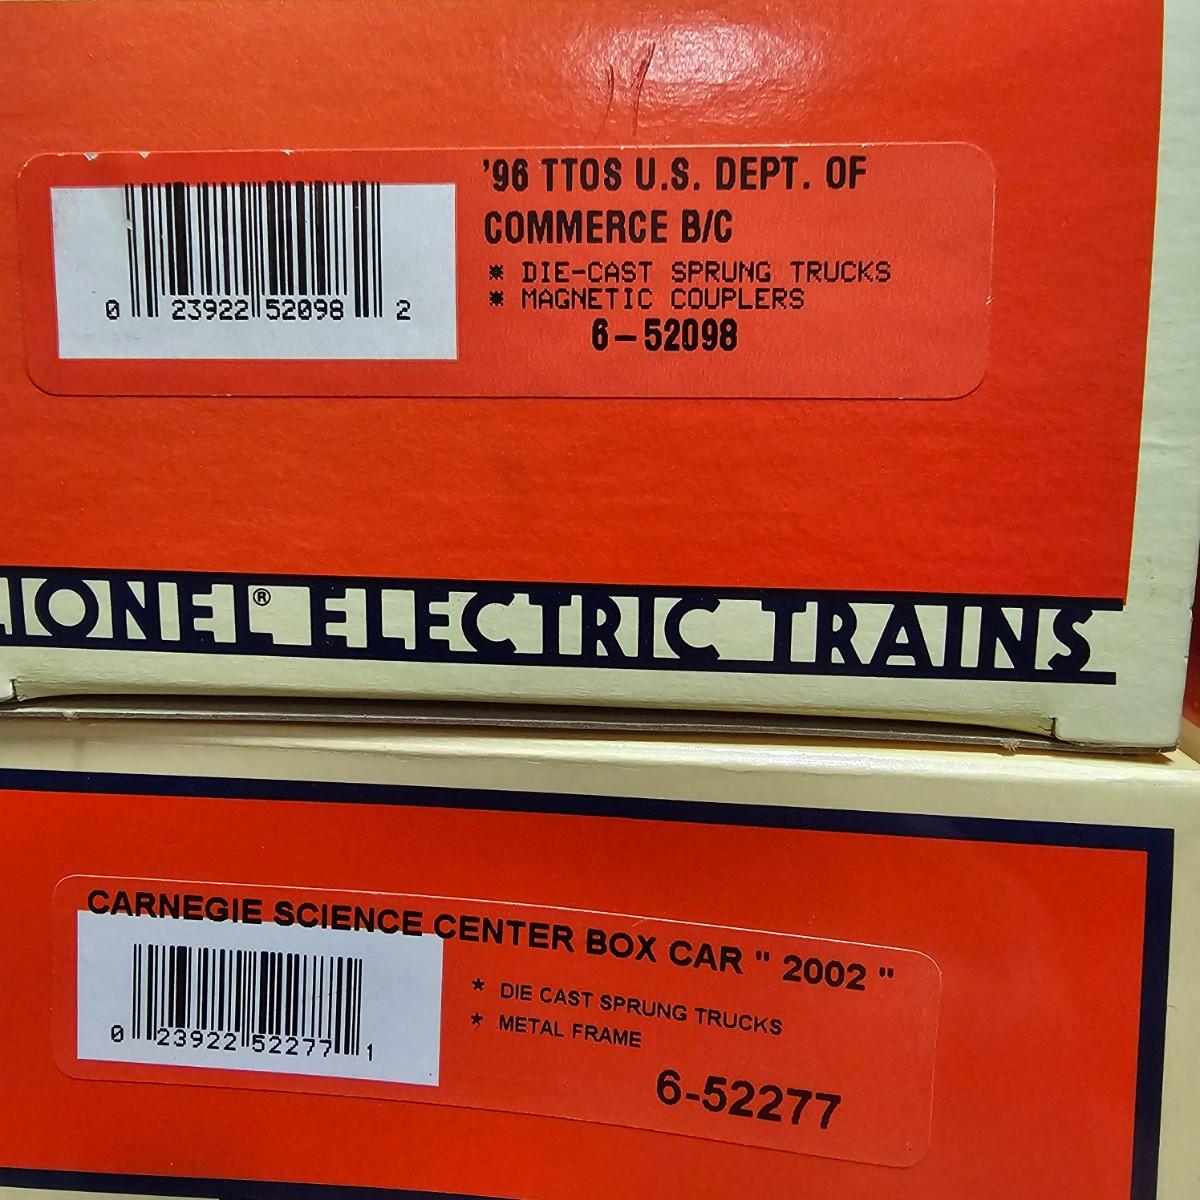 '96 TTOS U.S. DEPT. OF
COMMERCE B/C
* DIE-CAST SPRUNG TRUCKS
* MAGNETIC COUPLERS
6-52098
0 23922 52098 2
LIONEL® ELECTRIC TRAINS
CARNEGIE SCIENCE CENTER BOX CAR " 2002 "
* DIE CAST SPRUNG TRUCKS
* METAL FRAME
0 23922 52277 1
6-52277